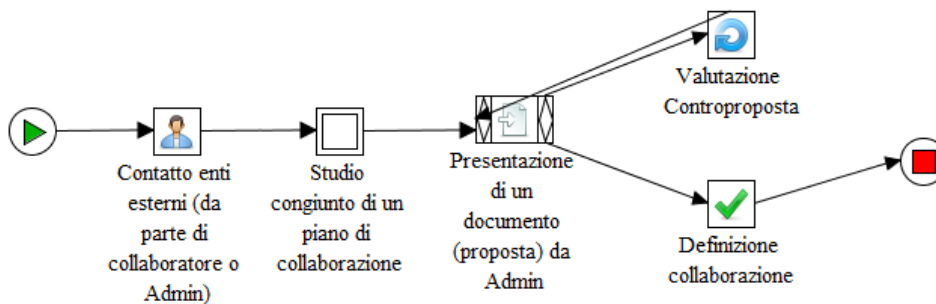 Contatto enti
esterni (da
parte di
collaboratore o
Admin)
Studio
congiunto di un
piano di
collaborazione
Presentazione
di un
documento
(proposta) da
Admin
Valutazione
Controproposta
Definizione
collaborazione